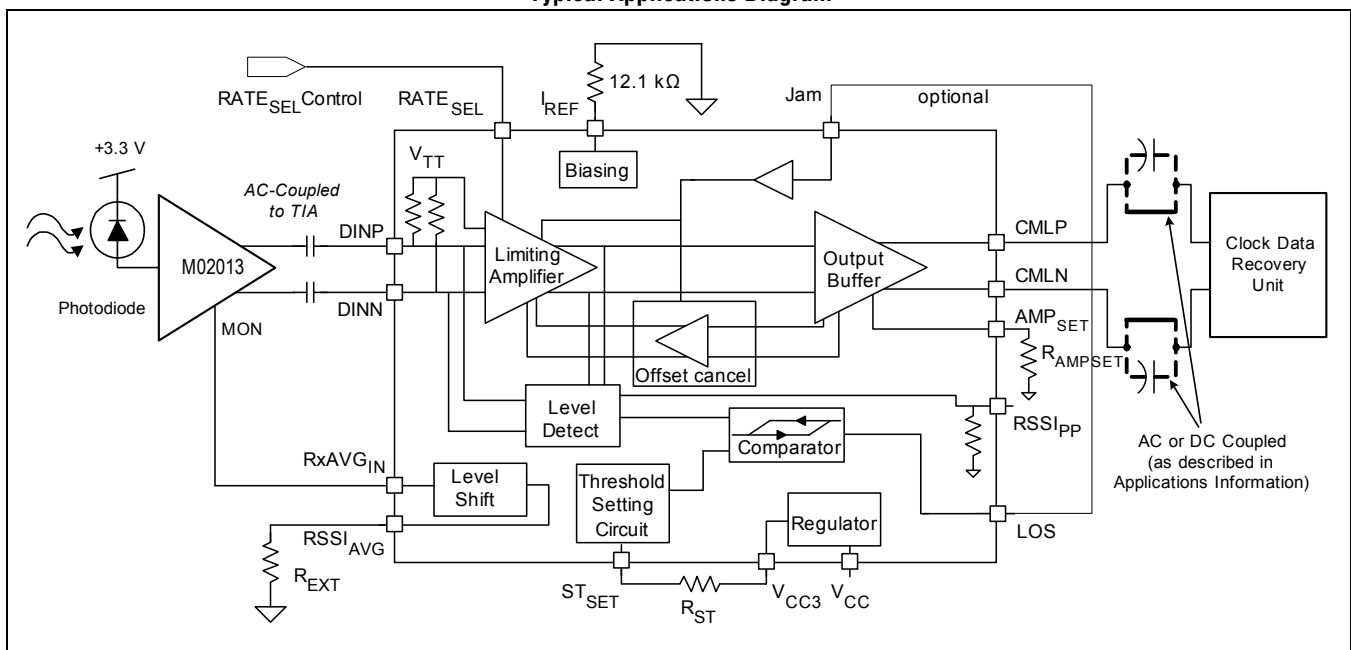 Typical Applications Diagram
RATE_SEL Control
RATE_SEL
I_REF
12.1 kΩ
Jam
optional
+3.3 V
AC-Coupled
to TIA
V_TT
Biasing
DINP
DINN
M02013
Photodiode
MON
Limiting
Amplifier
Output
Buffer
Offset cancel
CMLP
CMLN
AMP_SET
R_AMPSET
Clock Data
Recovery
Unit
Level
Detect
Comparator
RSSI_PP
AC or DC Coupled
(as described in
Applications Information)
RxAVG_IN
Level
Shift
Threshold
Setting
Circuit
Regulator
LOS
RSSI_AVG
R_EXT
ST_SET
R_ST
V_CC3
V_CC